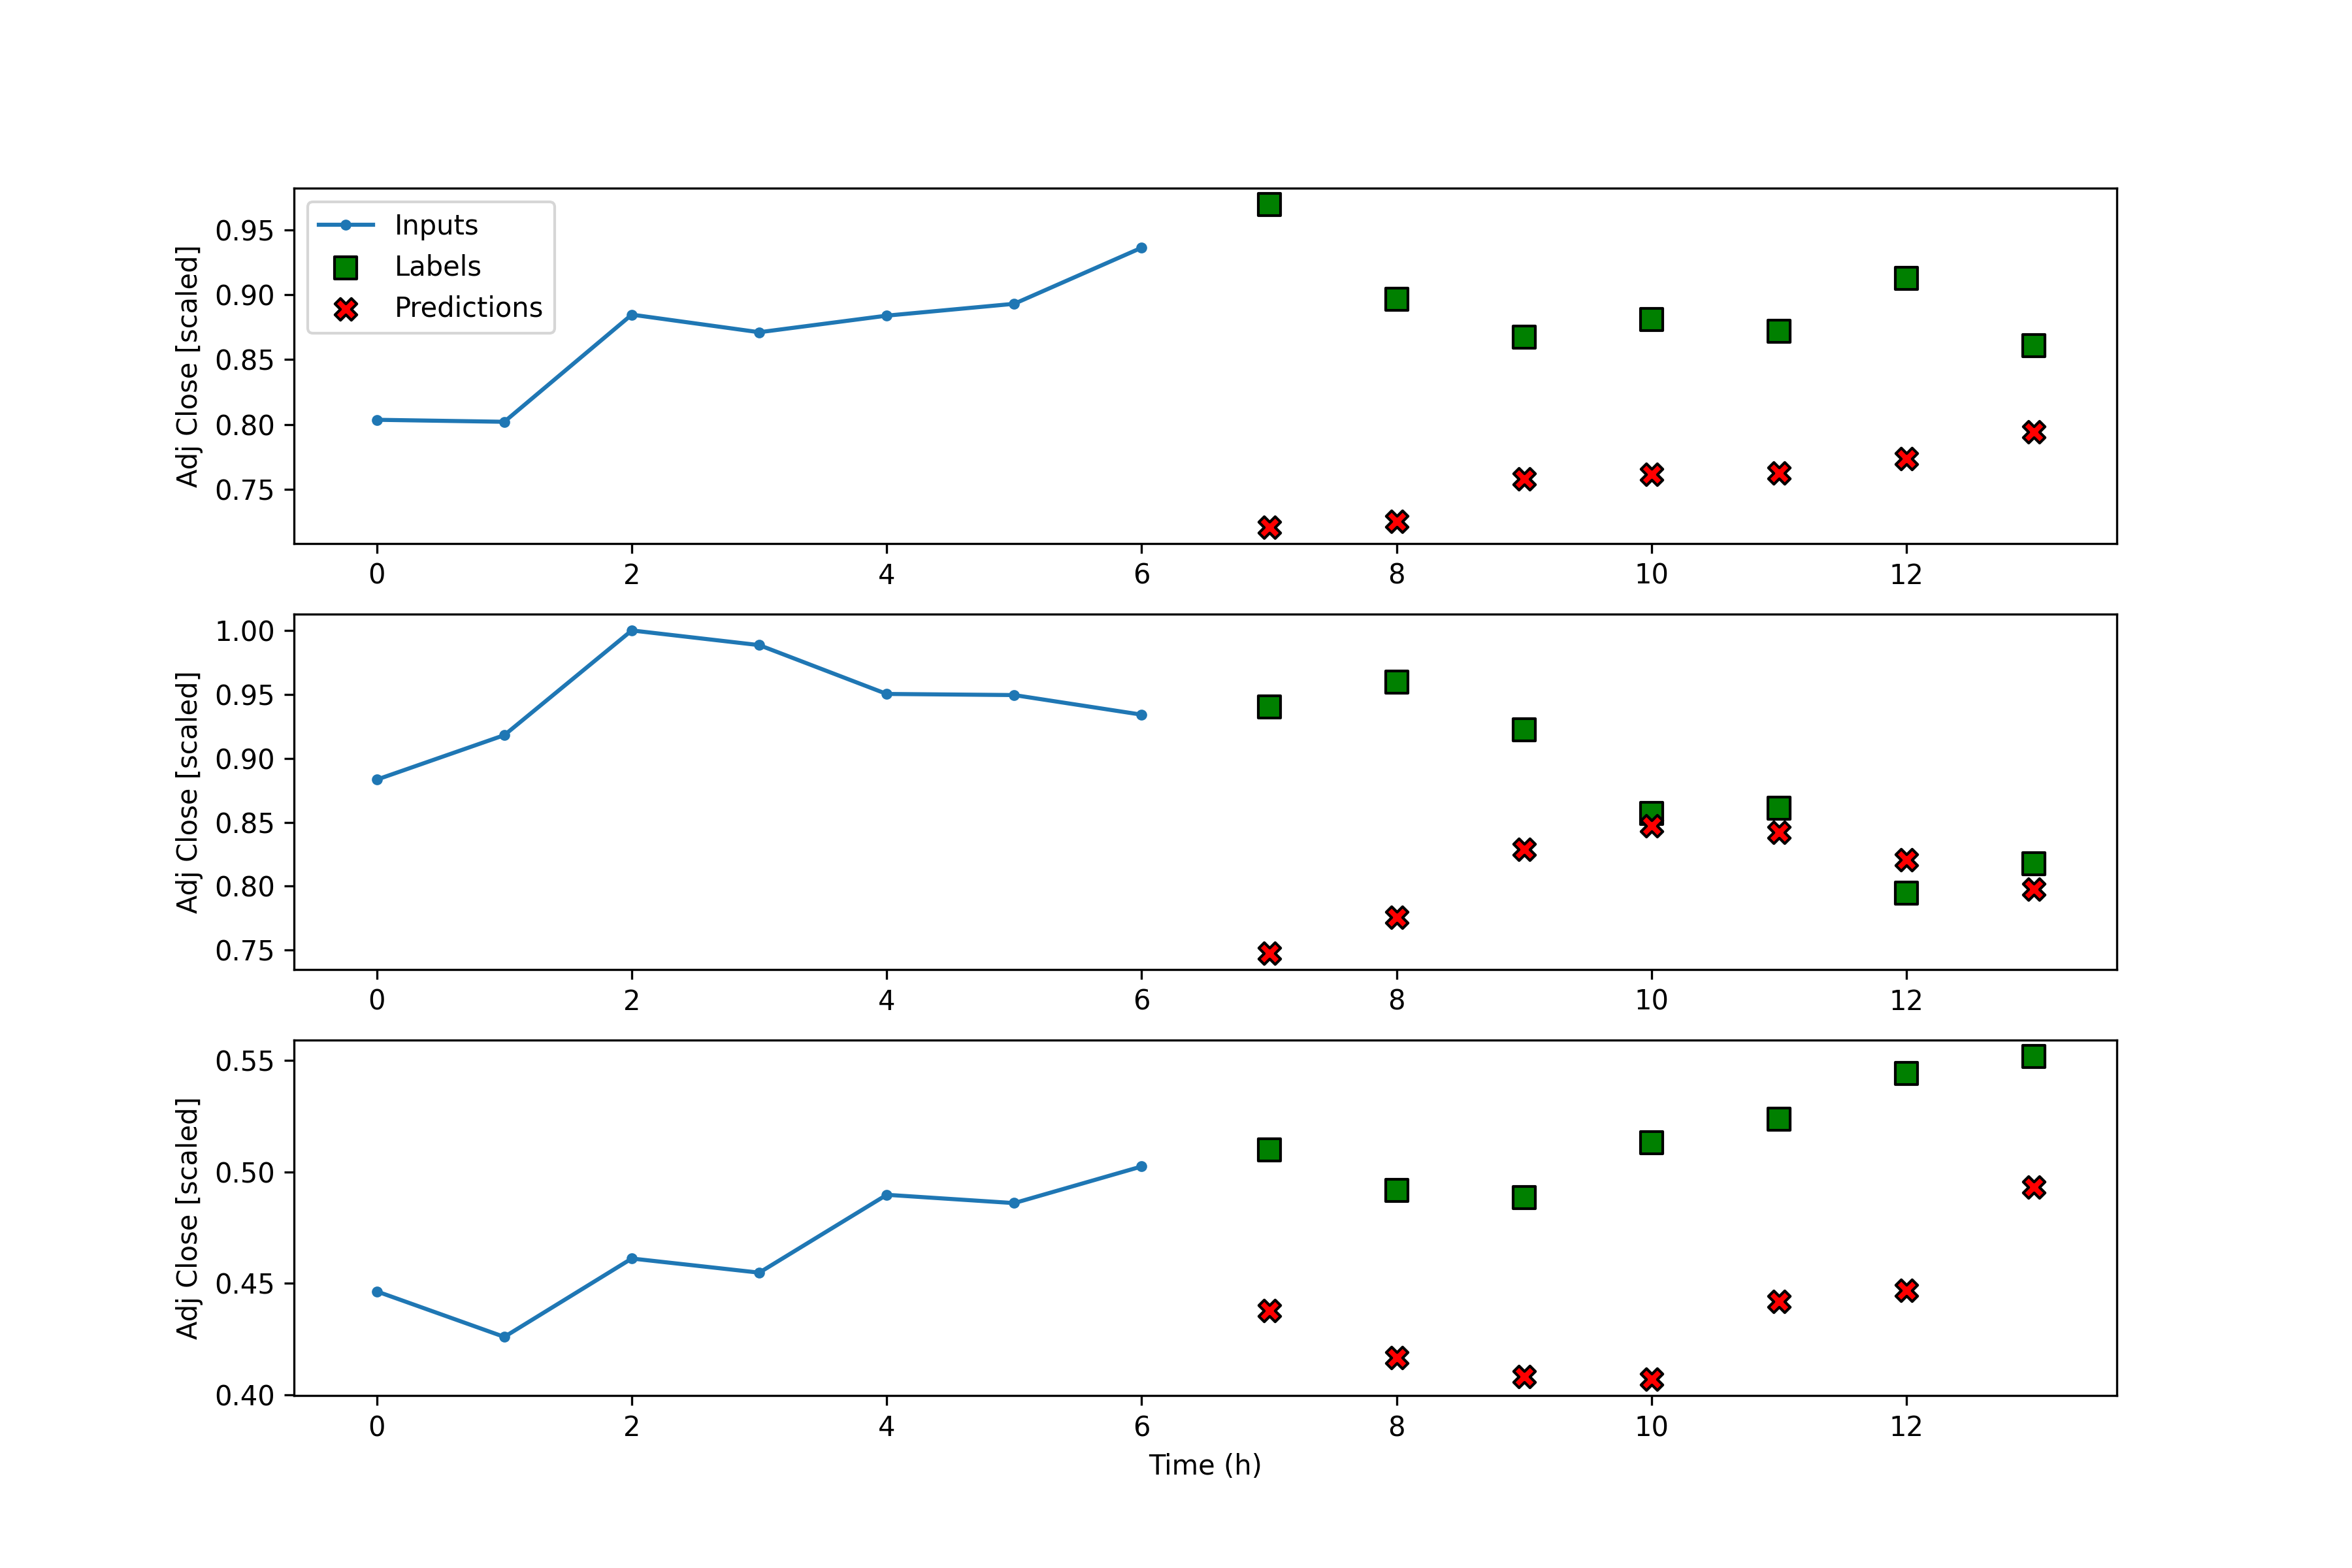 Adj Close [scaled]
0.95
0.90
0.85
0.80
0.75
Inputs
Labels
Predictions
0 2 4 6 8 10 12
Adj Close [scaled]
1.00
0.95
0.90
0.85
0.80
0.75
0 2 4 6 8 10 12
Adj Close [scaled]
0.55
0.50
0.45
0.40
0 2 4 6 8 10 12
Time (h)